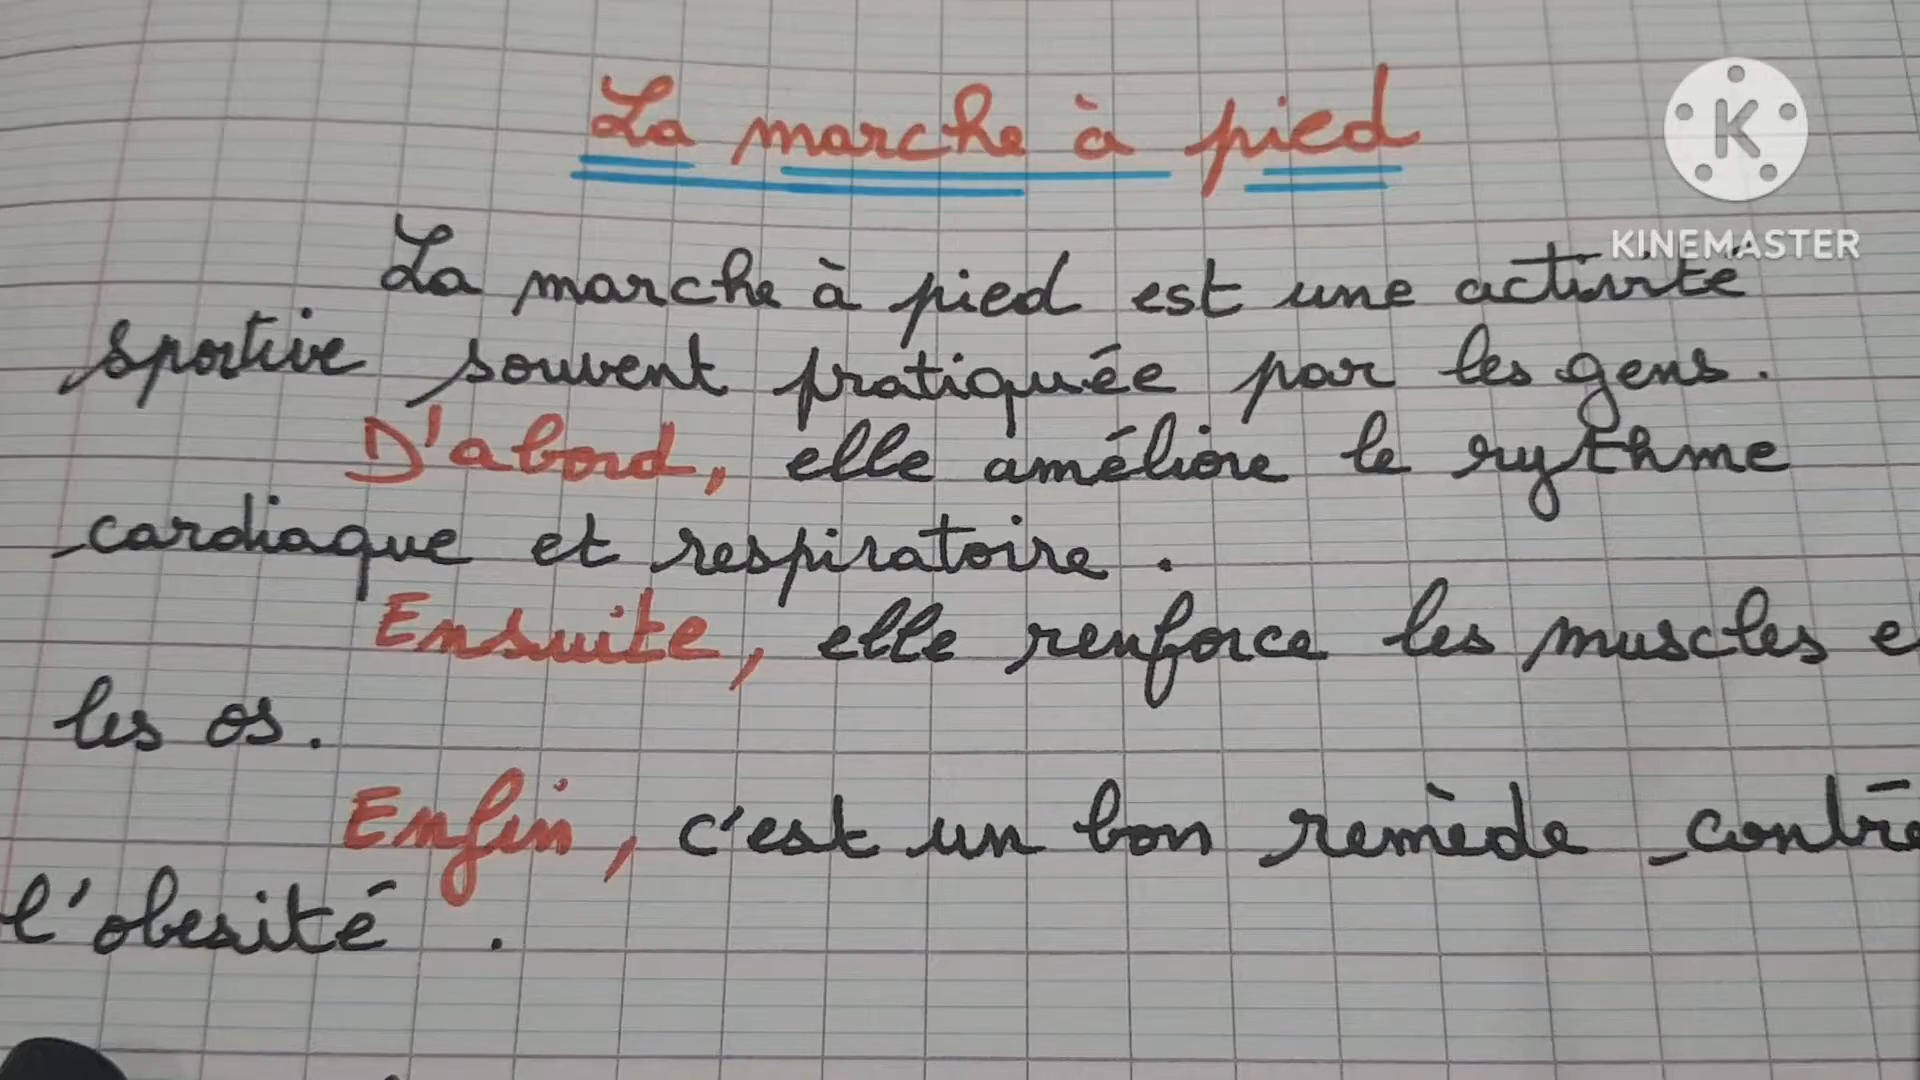 La marche à pied
KINEMASTER
La marche à pied est une activité
sportive souvent pratiquée par les gens.
D'abord, elle améliore le rythme
cardiaque et respiratoire.
Ensuite, elle renforce les muscles e
les os.
Enfin, c'est un bon remède contre
l'obesité.